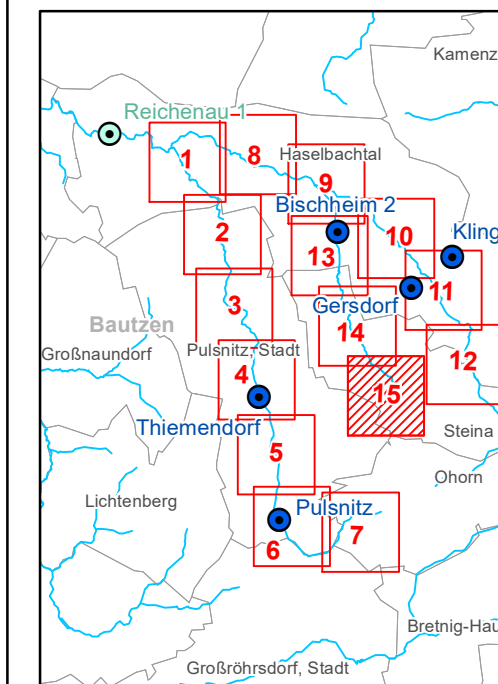 Kamenz
Reichenau 1
1
8
Haselbachtal
9
Bischheim 2
2
10
13
Kling
11
3
Gersdorf
Bautzen
14
Großnaundorf
Pulsnitz, Stadt
12
4
15
Thiemendorf
Steina
5
Ohorn
Lichtenberg
Pulsnitz
6
7
Bretnig-Hau
Großröhrsdorf, Stadt